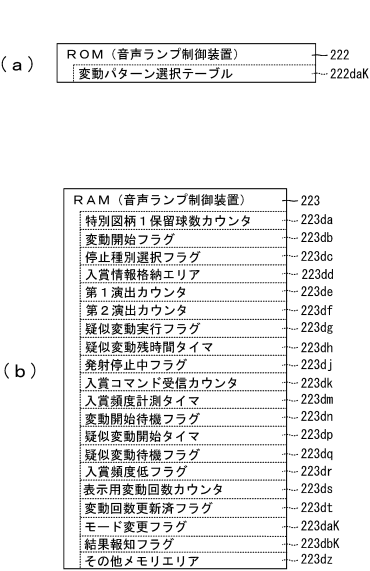 (a)
ROM(音声ランプ制御装置) 222
変動パターン選択テーブル 222daK
(b)
RAM(音声ランプ制御装置) 223
特別図柄1保留球数カウンタ 223da
変動開始フラグ 223db
停止種別選択フラグ 223dc
入賞情報格納エリア 223dd
第1演出カウンタ 223de
第2演出カウンタ 223df
疑似変動実行フラグ 223dg
疑似変動残時間タイマ 223dh
発射停止中フラグ 223dj
入賞コマンド受信カウンタ 223dk
入賞頻度計測タイマ 223dm
変動開始待機フラグ 223dn
疑似変動開始タイマ 223dp
疑似変動待機フラグ 223dq
入賞頻度低フラグ 223dr
表示用変動回数カウンタ 223ds
変動回数更新済フラグ 223dt
モード変更フラグ 223daK
結果報知フラグ 223dbK
その他メモリエリア 223dz